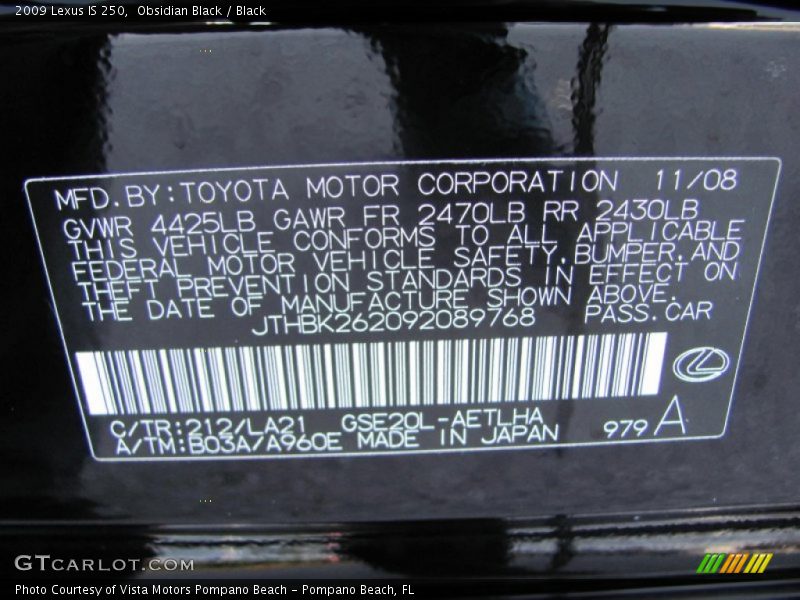 2009 Lexus IS 250,  Obsidian Black / Black
MFD.BY:TOYOTA MOTOR CORPORATION 11/08
GVWR 4425LB GAWR FR 2470LB RR 2430LB
THIS VEHICLE CONFORMS TO ALL APPLICABLE
FEDERAL MOTOR VEHICLE SAFETY,BUMPER,AND
THEFT PREVENTION STANDARDS IN EFFECT ON
THE DATE OF MANUFACTURE SHOWN ABOVE.
JTHBK262092089768 PASS.CAR
C/TR:212/LA21 GSE20L-AETLHA
A/TM:B03A/A960E MADE IN JAPAN 979 A
GTCARLOT.COM
Photo Courtesy of Vista Motors Pompano Beach - Pompano Beach, FL